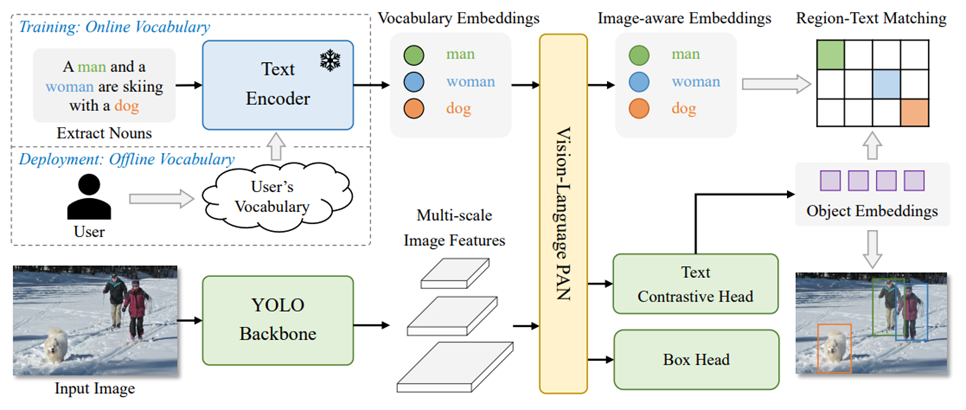 Training: Online Vocabulary
A man and a
woman are skiing
with a dog
Extract Nouns
Text
Encoder
Deployment: Offline Vocabulary
User
User's
Vocabulary
Vocabulary Embeddings
man
woman
dog
Image-aware Embeddings
man
woman
dog
Region-Text Matching
Object Embeddings
Input Image
YOLO
Backbone
Multi-scale
Image Features
Vision-Language PAN
Text
Contrastive Head
Box Head